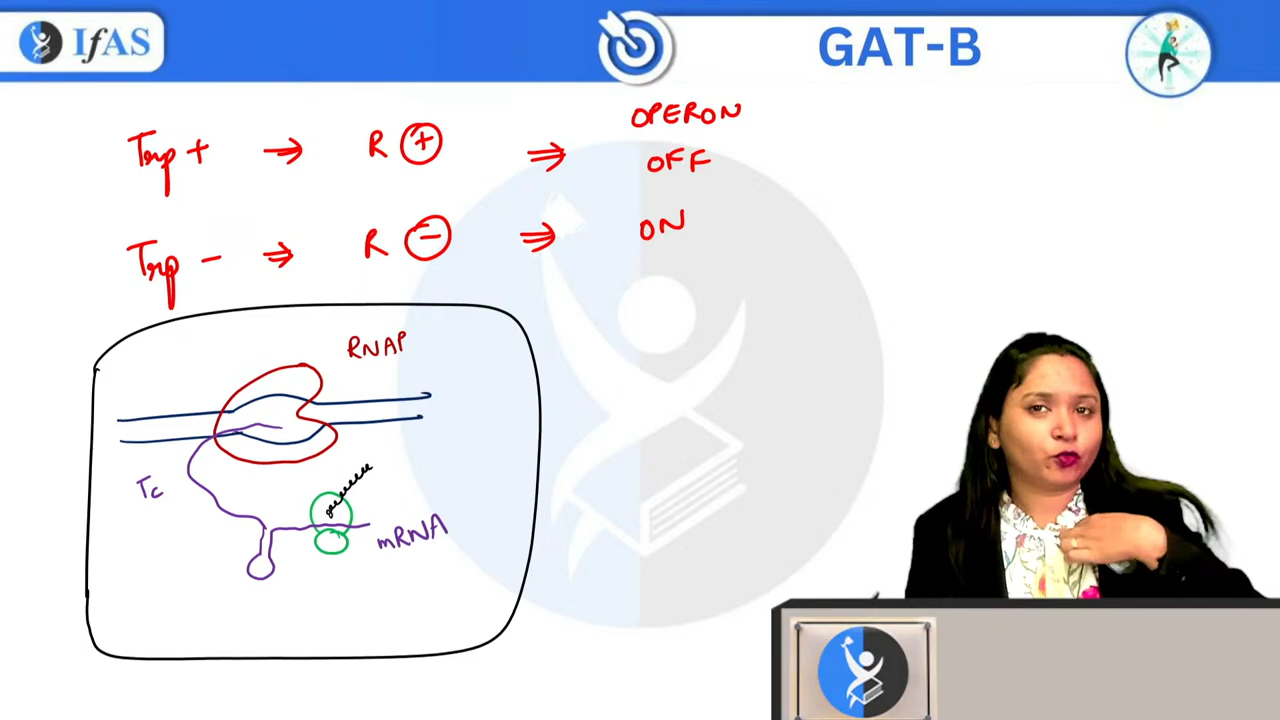 IfAS
GAT-B
OPERON
Trp + → R + ⇒ OFF
Trp - ⇒ R - ⇒ ON
RNAP
Tc
mRNA